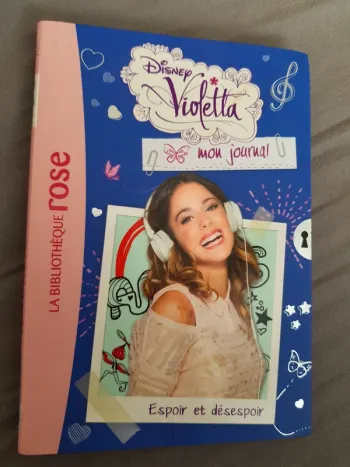 DISNEY
Violetta
mon journal
LA BIBLIOTHÈQUE rose
Espoir et désespoir